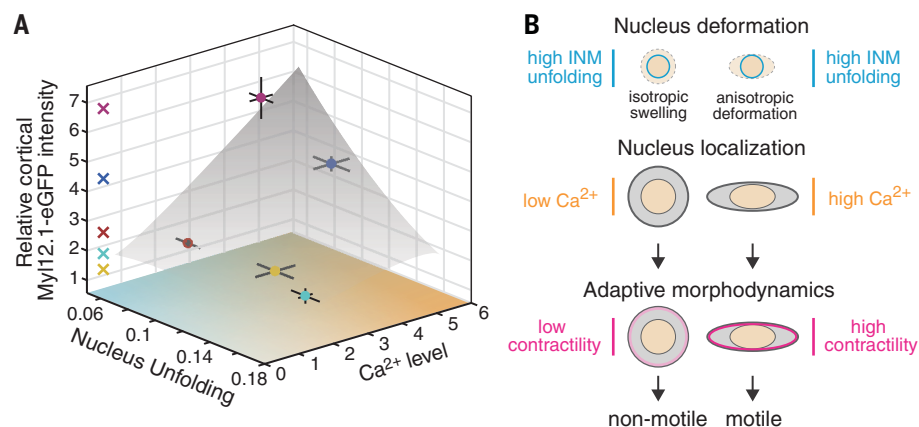 A
Relative cortical
Myl12.1-eGFP intensity
7
6
5
4
3
2
1
0.06
0.1
0.14
0.18
Nucleus Unfolding
0
1
2
3
4
5
6
Ca²⁺ level
B
Nucleus deformation
high INM
unfolding
isotropic
swelling
anisotropic
deformation
high INM
unfolding
Nucleus localization
low Ca²⁺
high Ca²⁺
Adaptive morphodynamics
low
contractility
high
contractility
non-motile
motile